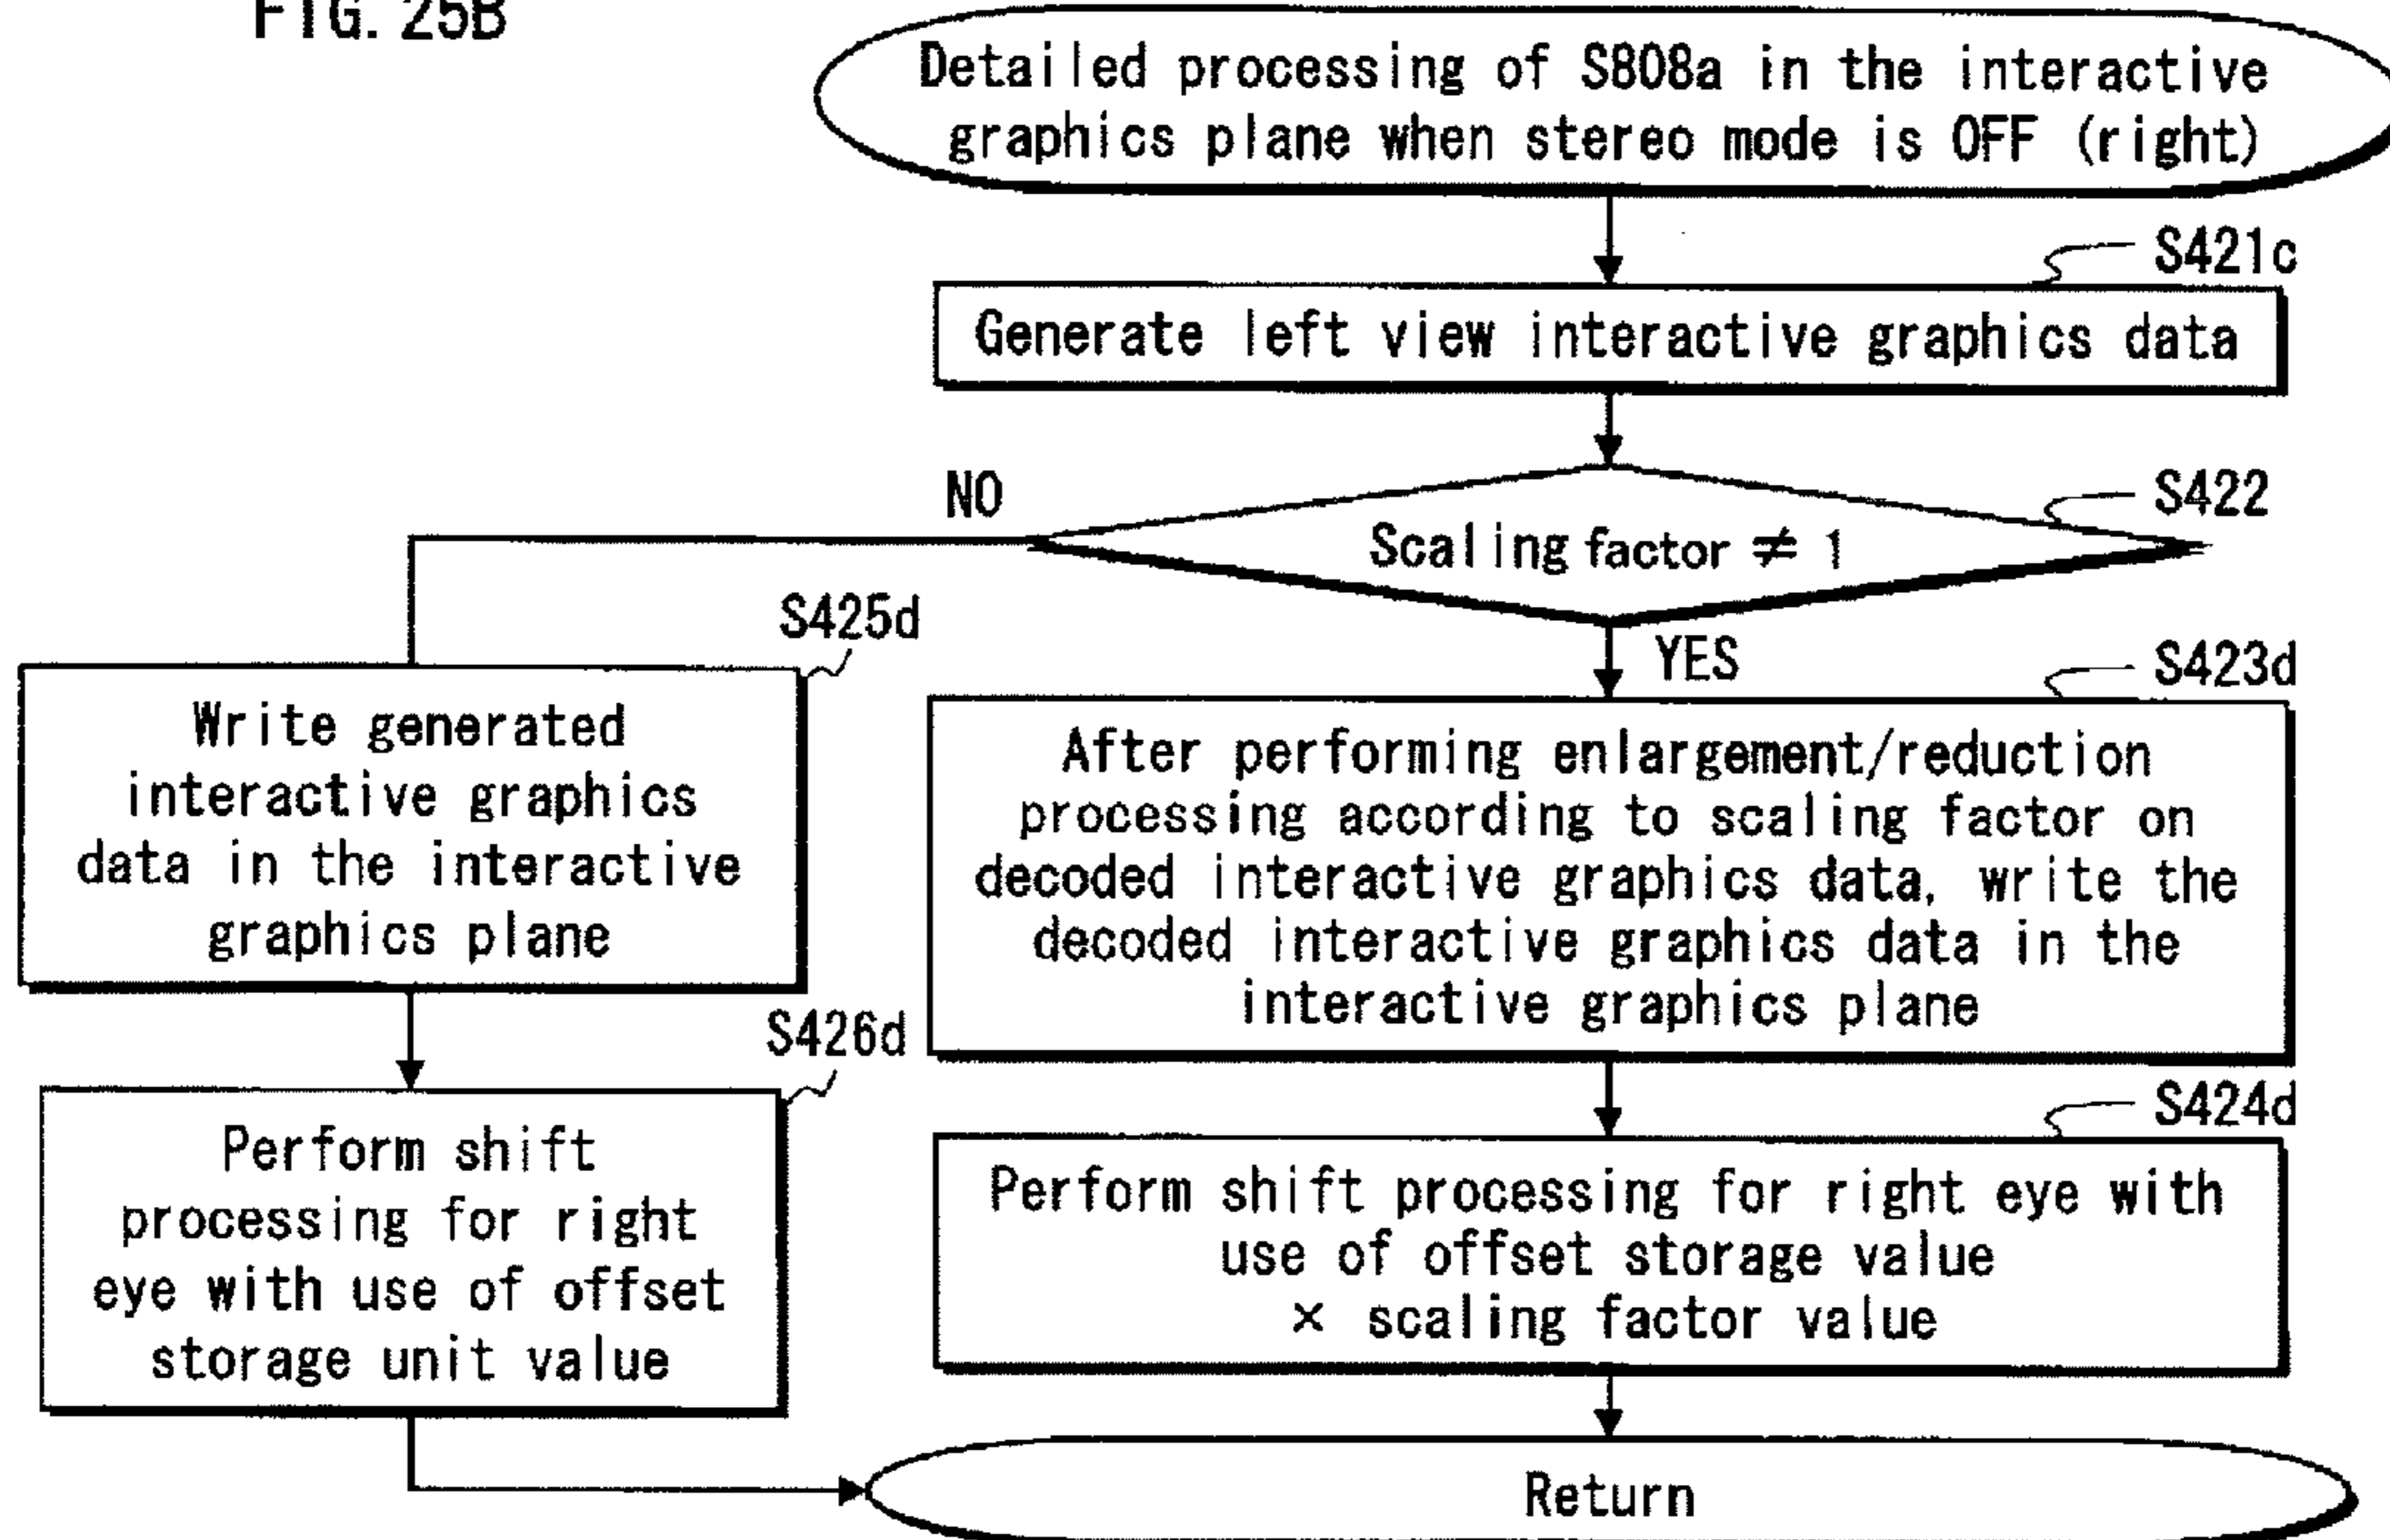 FIG. 25B
Detailed processing of S808a in the interactive
graphics plane when stereo mode is OFF (right)
S421c
Generate left view interactive graphics data
S422
NO
Scaling factor ≠ 1
YES
S425d
Write generated
interactive graphics
data in the interactive
graphics plane
S423d
After performing enlargement/reduction
processing according to scaling factor on
decoded interactive graphics data, write the
decoded interactive graphics data in the
interactive graphics plane
S426d
Perform shift
processing for right
eye with use of offset
storage unit value
S424d
Perform shift processing for right eye with
use of offset storage value
× scaling factor value
Return